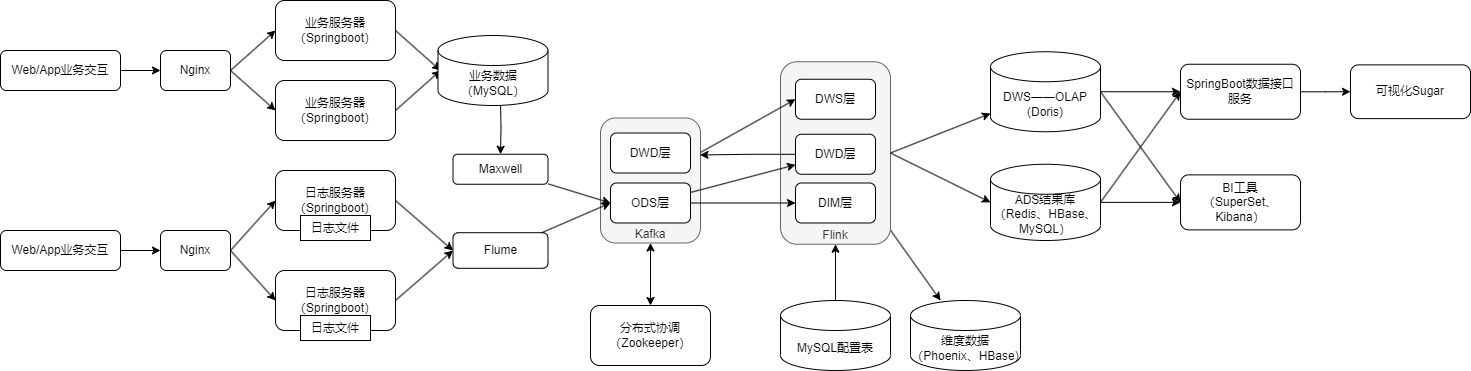 Web/App业务交互
Nginx
业务服务器
（Springboot）
业务服务器
（Springboot）
业务数据
（MySQL）
Maxwell
Web/App业务交互
Nginx
日志服务器
（Springboot）
日志文件
日志服务器
（Springboot）
日志文件
Flume
DWD层
ODS层
Kafka
分布式协调
（Zookeeper）
DWS层
DWD层
DIM层
Flink
MySQL配置表
维度数据
（Phoenix、HBase）
DWS——OLAP
（Doris）
ADS结果库
（Redis、HBase、
MySQL）
SpringBoot数据接口
服务
BI工具
（SuperSet、
Kibana）
可视化Sugar